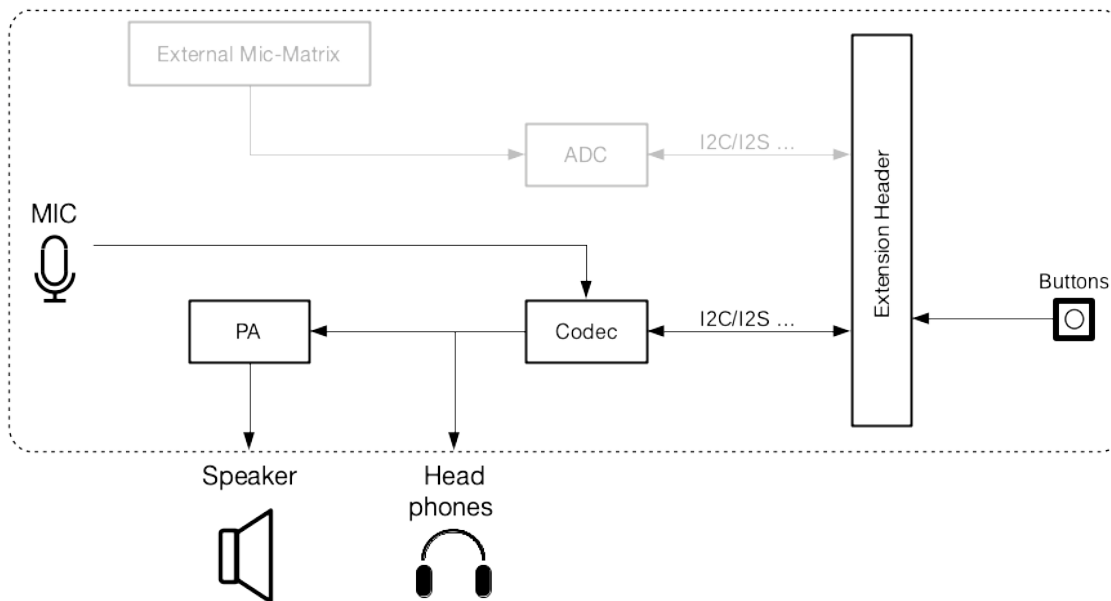 External Mic-Matrix
ADC
I2C/I2S ...
MIC
Extension Header
Buttons
PA
Codec
I2C/I2S ...
Speaker
Head
phones